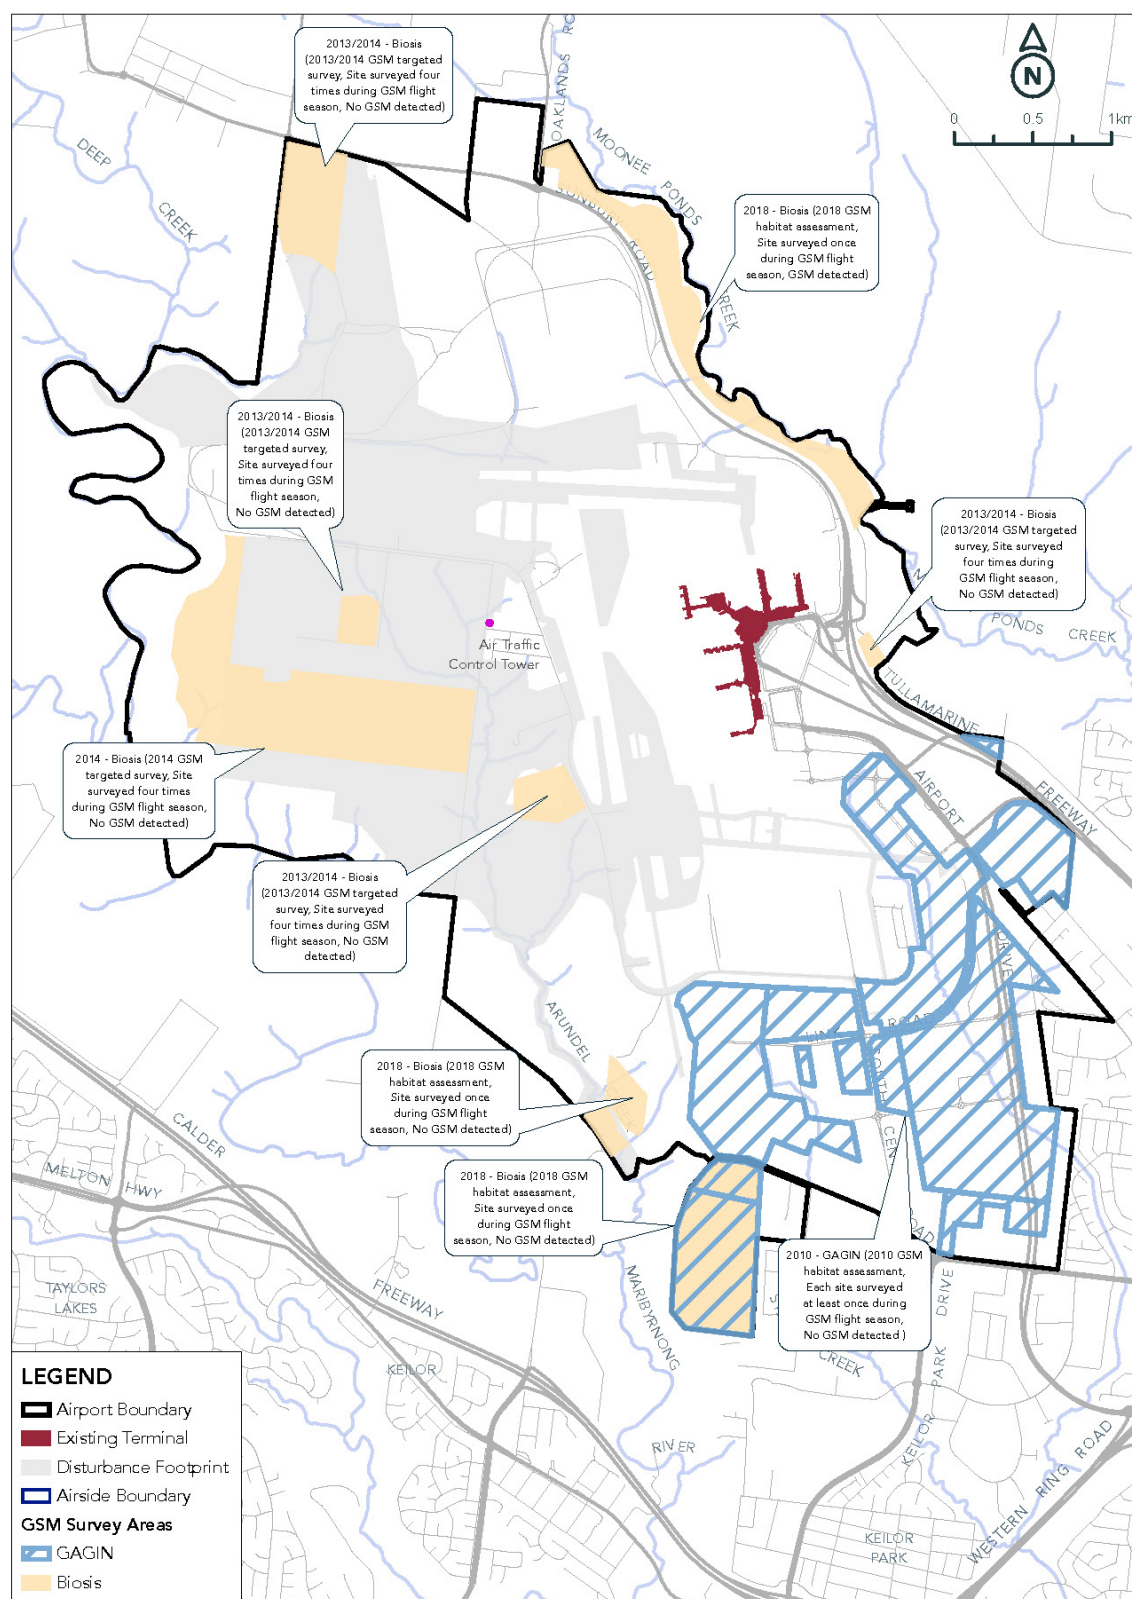 2013/2014 - Biosis
(2013/2014 GSM targeted
survey, Site surveyed four
times during GSM flight
season, No GSM detected)
OAKLANDS RO
0
0.5
1km
N
DEEP
CREEK
MOONEE PONDS
CREEK
SUNBURY ROAD
2018 - Biosis (2018 GSM
habitat assessment,
Site surveyed once
during GSM flight
season, GSM detected)
2013/2014 - Biosis
(2013/2014 GSM
targeted survey,
Site surveyed four
times during GSM
flight season,
No GSM detected)
2013/2014 - Biosis
(2013/2014 GSM targeted
survey, Site surveyed
four times during
GSM flight season,
No GSM detected)
PONDS CREEK
Air Traffic
Control Tower
TULLAMARINE
FREEWAY
2014 - Biosis (2014 GSM
targeted survey, Site
surveyed four times
during GSM flight season,
No GSM detected)
AIRPORT
DRIVE
2013/2014 - Biosis
(2013/2014 GSM targeted
survey, Site surveyed
four times during GSM
flight season, No GSM
detected)
ARUNDEL
LINK ROAD
2018 - Biosis (2018 GSM
habitat assessment,
Site surveyed once
during GSM flight
season, No GSM detected)
CALDER
FREEWAY
MELTON HWY
2018 - Biosis (2018 GSM
habitat assessment,
Site surveyed once
during GSM flight
season, No GSM detected)
2010 - GAGIN (2010 GSM
habitat assessment,
Each site surveyed
at least once during
GSM flight season,
No GSM detected )
TAYLORS
LAKES
KEILOR
MARIBYRNONG
RIVER
CREEK
KEILOR PARK DRIVE
KEILOR
PARK
WESTERN RING ROAD
LEGEND
Airport Boundary
Existing Terminal
Disturbance Footprint
Airside Boundary
GSM Survey Areas
GAGIN
Biosis